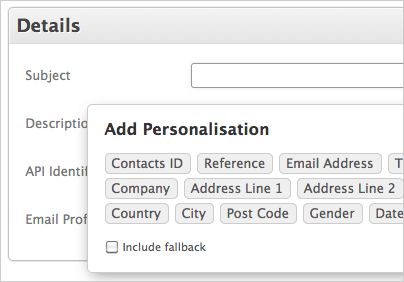 Details
Subject
Descriptio
Add Personalisation
Contacts ID Reference Email Address T
API Identif
Company Address Line 1 Address Line 2
Email Prof
Country City Post Code Gender Date
Include fallback